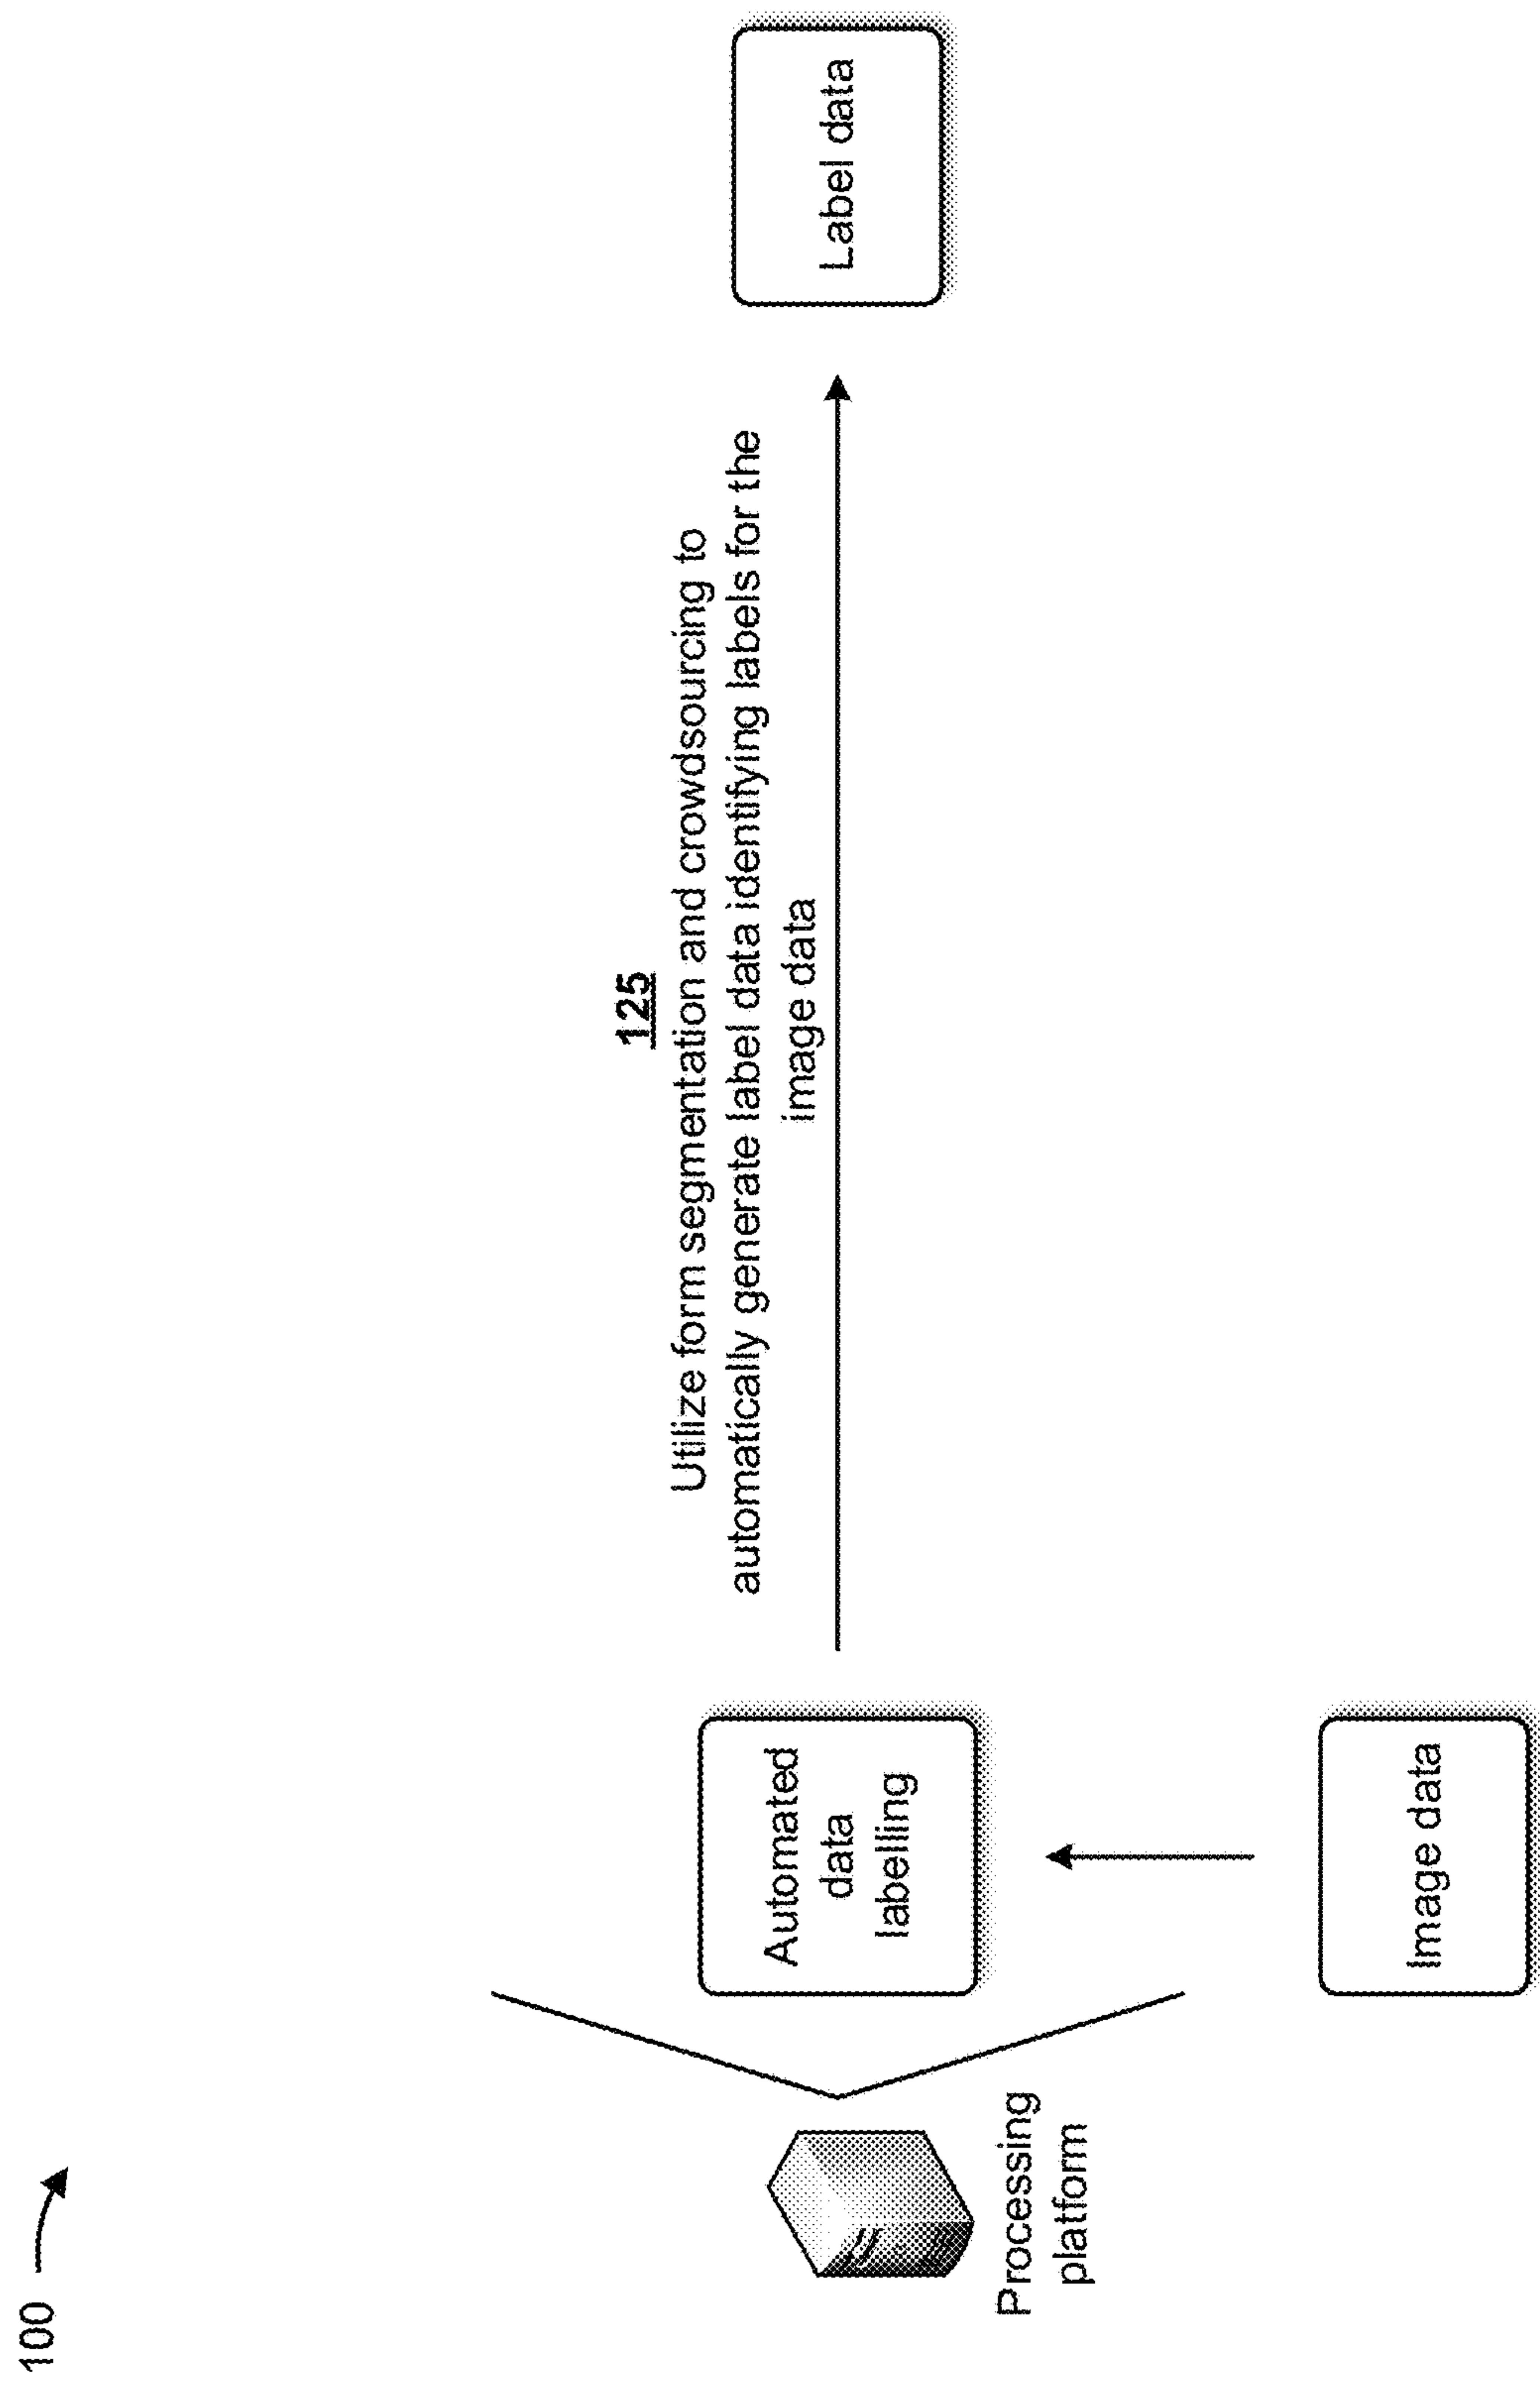 100
125
Utilize form segmentation and crowdsourcing to
automatically generate label data identifying labels for the
image data
Automated
data
labelling
Label data
Processing
platform
Image data